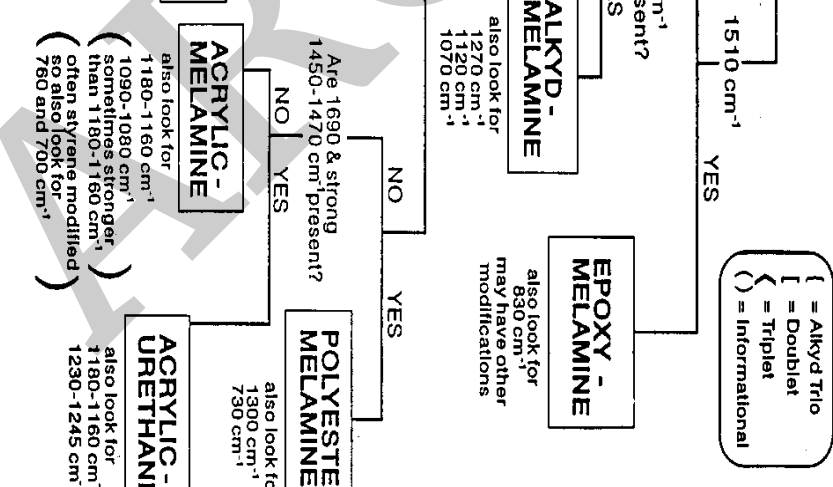 1510 cm⁻¹
YES
{ = Alkyd Trio
[ = Doublet
< = Triplet
( ) = Informational
m⁻¹
sent?
S
ALKYD -
MELAMINE
also look for
1270 cm⁻¹
1120 cm⁻¹
1070 cm⁻¹
EPOXY -
MELAMINE
also look for
830 cm⁻¹
may have other
modifications
NO
YES
Are 1690 & strong
1450-1470 cm⁻¹ present?
NO
YES
POLYESTE
MELAMINE
also look fo
1300 cm⁻¹
730 cm⁻¹
ACRYLIC -
MELAMINE
also look for
1180-1160 cm⁻¹
1090-1080 cm⁻¹
(sometimes stronger
than 1180-1160 cm⁻¹)
(often styrene modified
so also look for
760 and 700 cm⁻¹)
ACRYLIC -
URETHAN
also look for
1180-1160 cm⁻
1230-1245 cm⁻